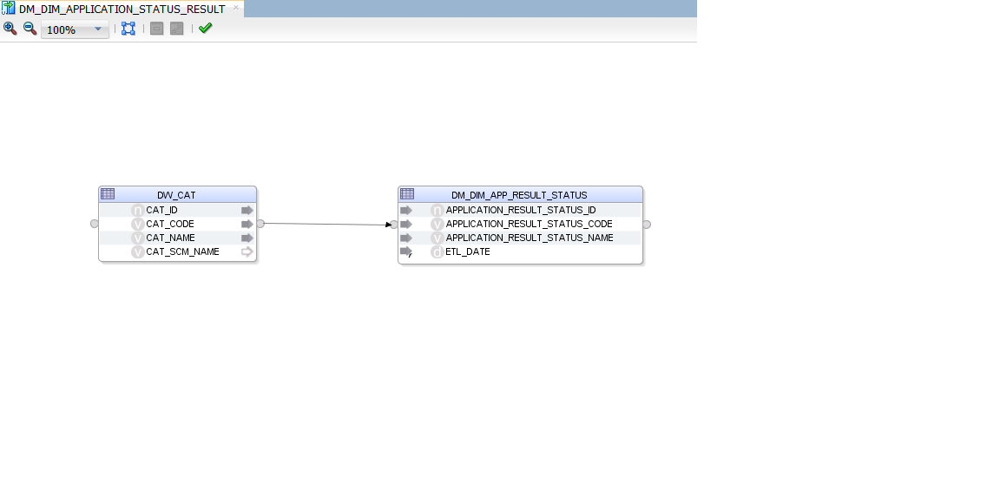 DM_DIM_APPLICATION_STATUS_RESULT
100%
DW_CAT
n CAT_ID
v CAT_CODE
v CAT_NAME
v CAT_SCM_NAME
DM_DIM_APP_RESULT_STATUS
n APPLICATION_RESULT_STATUS_ID
v APPLICATION_RESULT_STATUS_CODE
v APPLICATION_RESULT_STATUS_NAME
d ETL_DATE